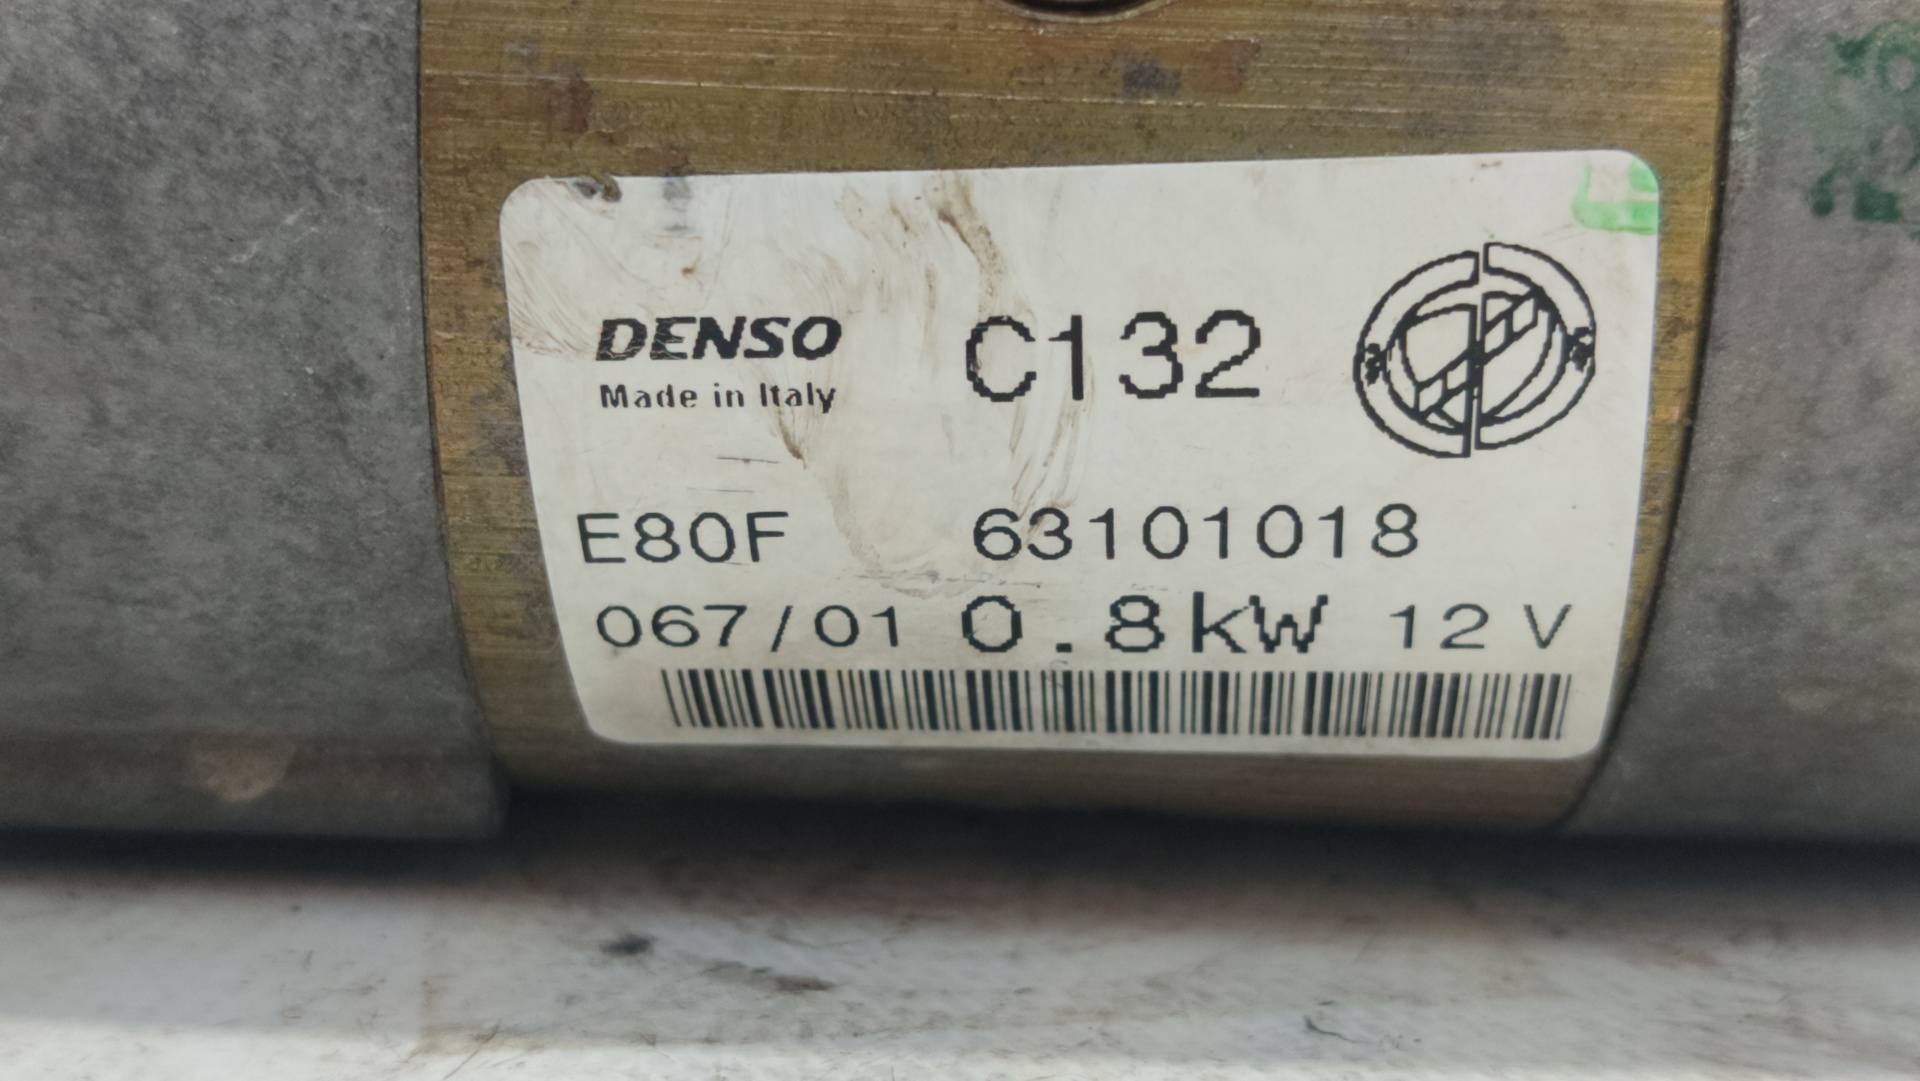 DENSO C132
Made in Italy
E80F 63101018
067/01 0.8kW 12V